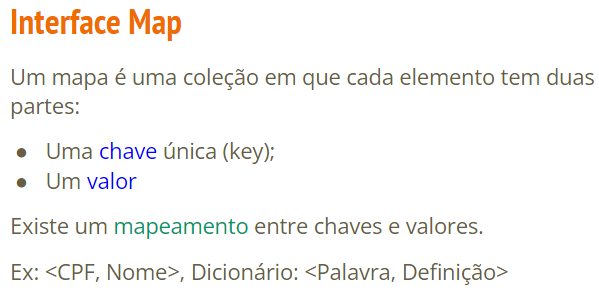 Interface Map
Um mapa é uma coleção em que cada elemento tem duas
partes:
● Uma chave única (key);
● Um valor
Existe um mapeamento entre chaves e valores.
Ex: <CPF, Nome>, Dicionário: <Palavra, Definição>